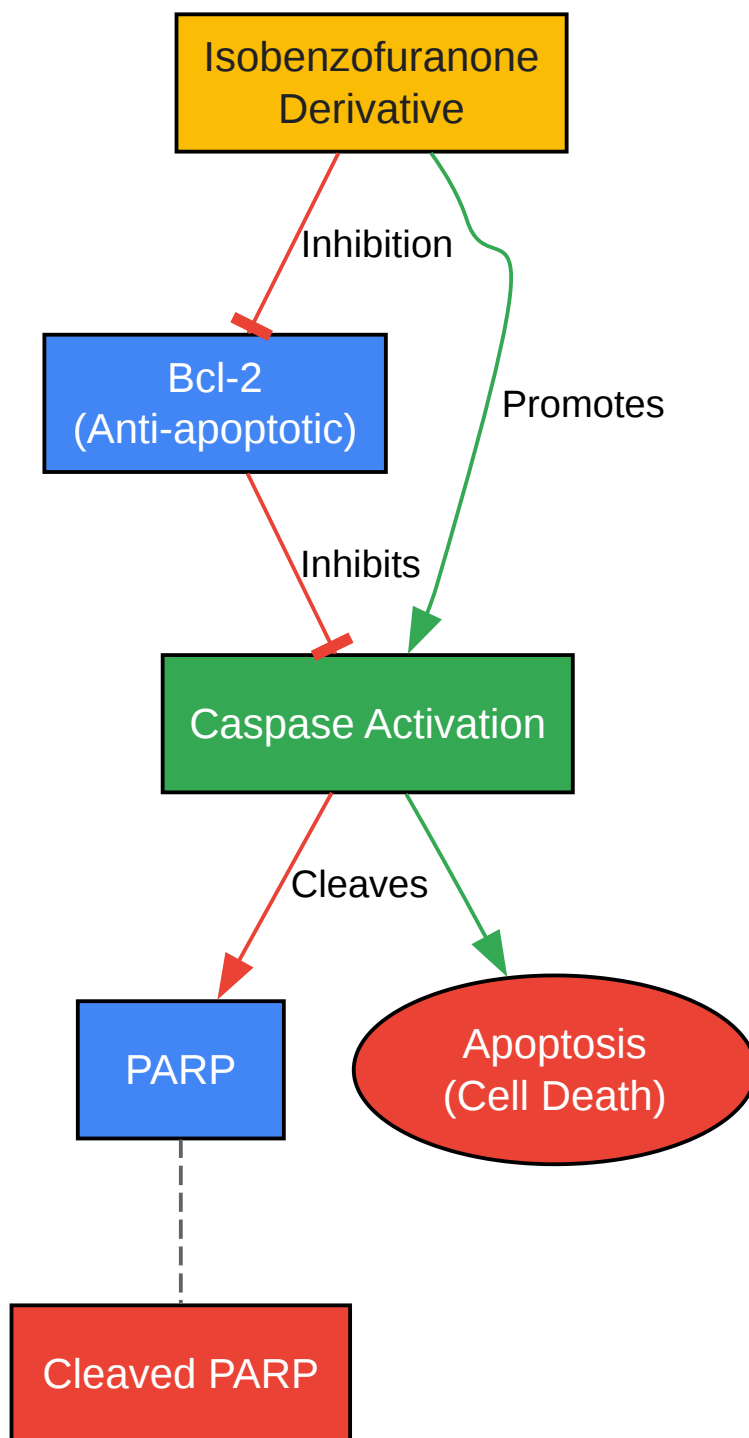 Isobenzofuranone
Derivative
Inhibition
Bcl-2
(Anti-apoptotic)
Promotes
Inhibits
Caspase Activation
Cleaves
PARP
Apoptosis
(Cell Death)
Cleaved PARP